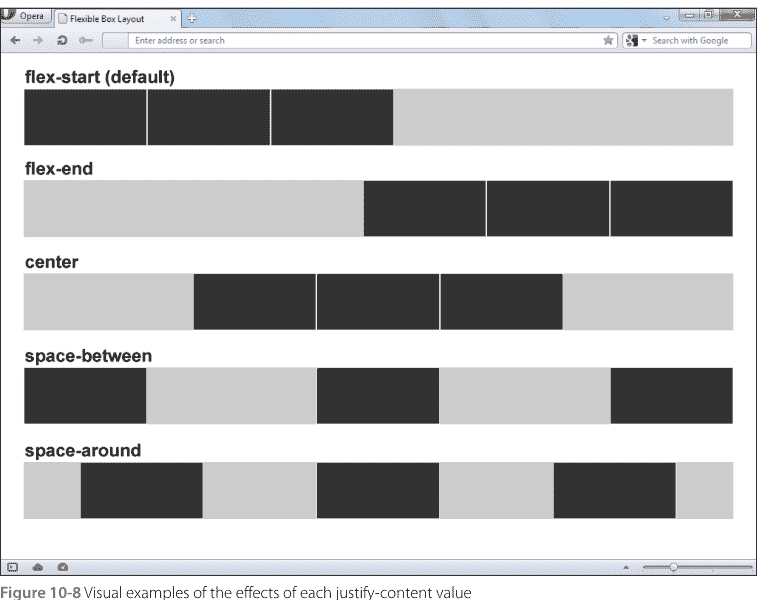 Opera
Flexible Box Layout
Enter address or search
Search with Google
flex-start (default)
flex-end
center
space-between
space-around
Figure 10-8 Visual examples of the effects of each justify-content value